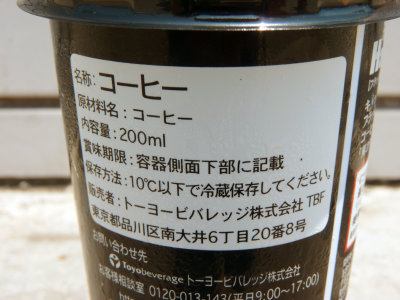 名称:コーヒー
原材料名:コーヒー
内容量:200ml
賞味期限:容器側面下部に記載
保存方法:10℃以下で冷蔵保存してください。
販売者:トーヨービバレッジ株式会社 TBF
東京都品川区南大井6丁目20番8号
お問い合わせ先
Toyobeverage トーヨービバレッジ株式会社
お客様相談室 0120-013-143(平日9:00~17:00)